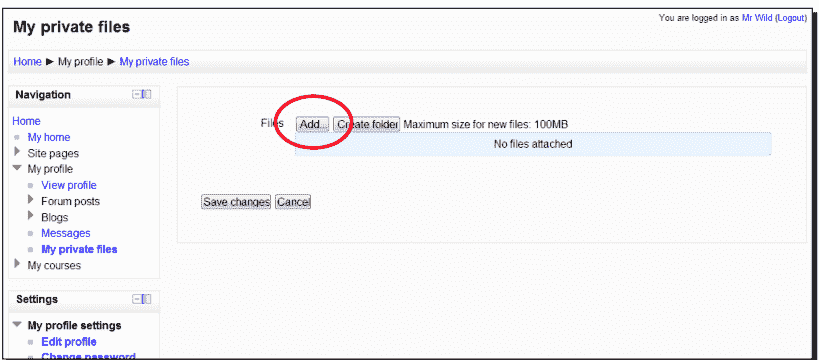 My private files
You are logged in as Mr Wild (Logout)
Home ► My profile ► My private files
Navigation
Home
My home
Site pages
My profile
View profile
Forum posts
Blogs
Messages
My private files
My courses
Settings
My profile settings
Edit profile
Change password
Files Add... Create folder Maximum size for new files: 100MB
No files attached
Save changes Cancel